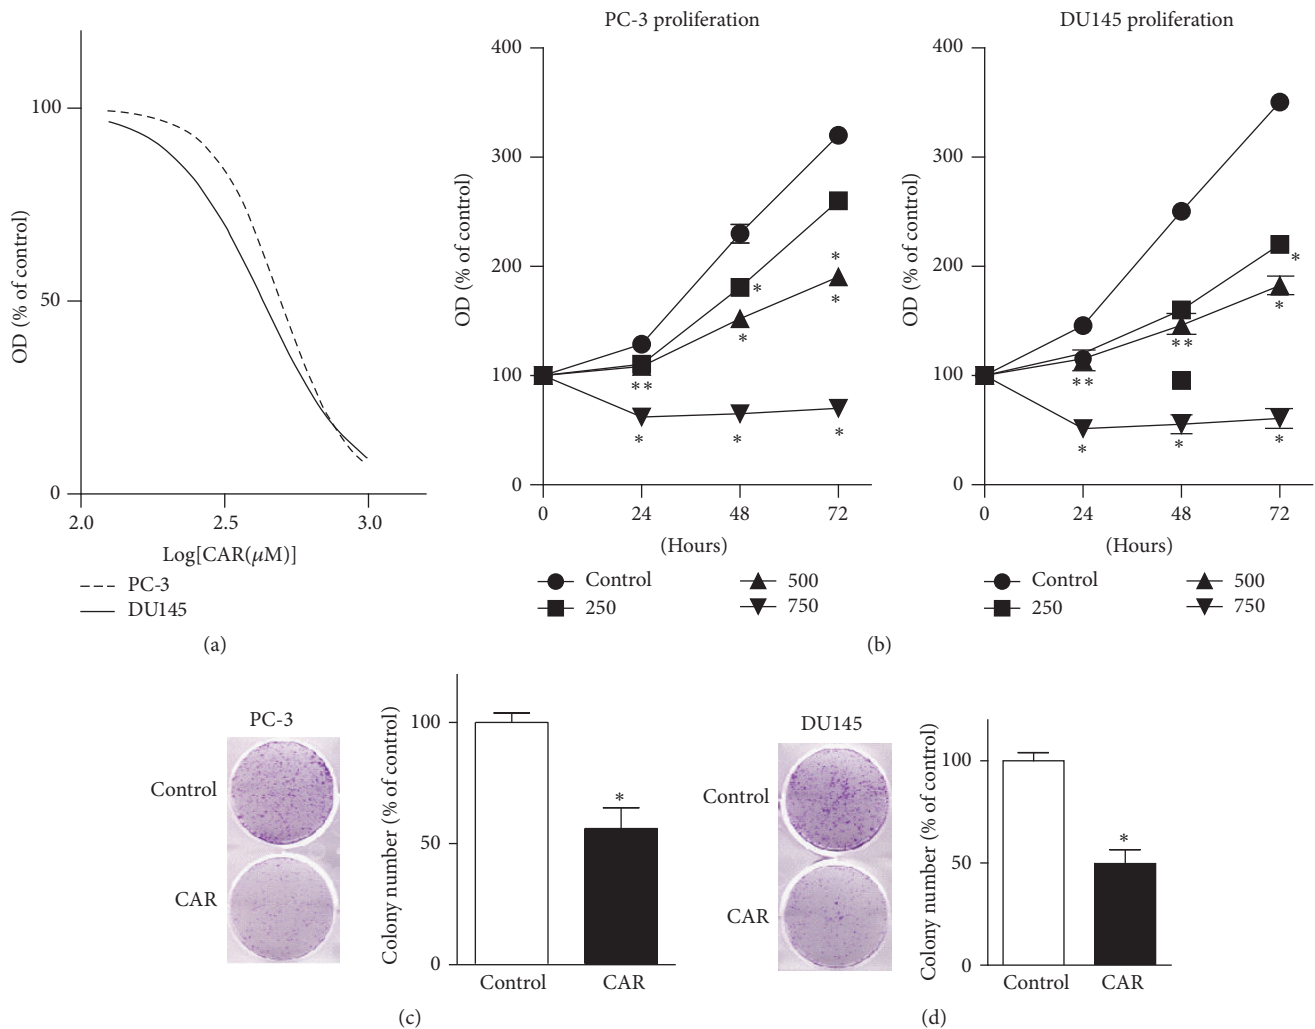 PC-3 proliferation
DU145 proliferation
OD (% of control)
100
50
0
2.0
2.5
3.0
Log[CAR(μM)]
PC-3
DU145
(a)
OD (% of control)
400
300
200
100
0
*
*
*
*
*
**
*
*
*
0
24
48
72
(Hours)
Control
250
500
750
OD (% of control)
400
300
200
100
0
*
*
**
**
*
*
*
0
24
48
72
(Hours)
Control
250
500
750
(b)
PC-3
Control
CAR
Colony number (% of control)
100
50
0
*
Control
CAR
(c)
DU145
Control
CAR
Colony number (% of control)
100
50
0
*
Control
CAR
(d)